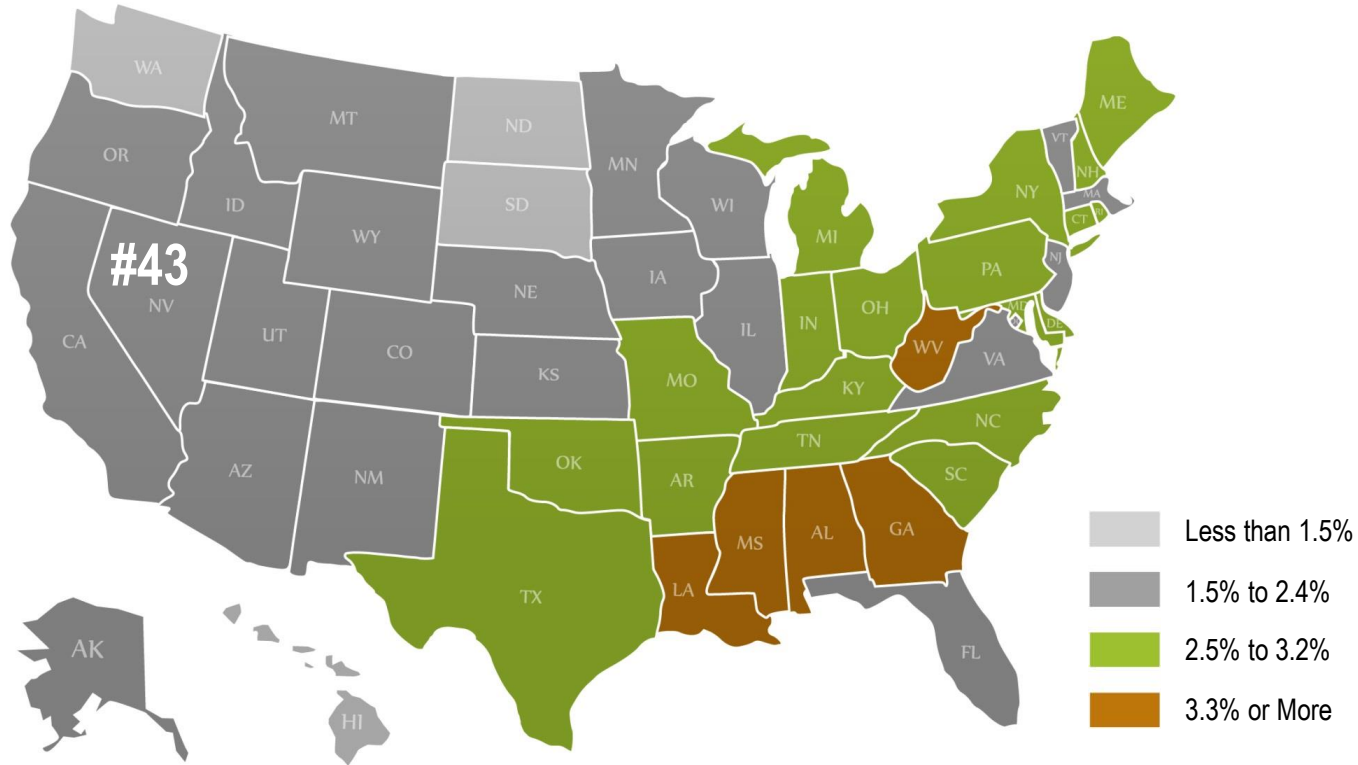 WA
MT
ND
MN
ME
OR
ID
SD
WI
VT
NH
NY
MA
WY
MI
CT
RI
#43
NV
NE
IA
PA
NJ
CA
UT
CO
IL
IN
OH
MD
DE
KS
MO
WV
VA
KY
AZ
NM
OK
AR
TN
NC
SC
TX
LA
MS
AL
GA
FL
AK
HI
Less than 1.5%
1.5% to 2.4%
2.5% to 3.2%
3.3% or More